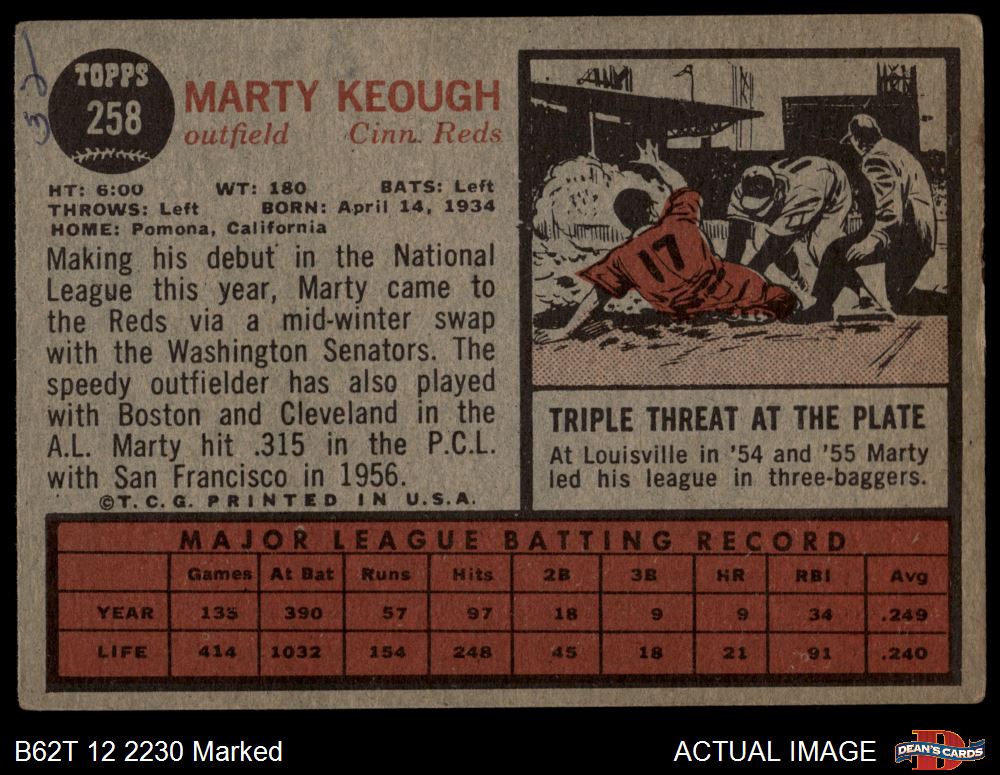 32
TOPPS
258
MARTY KEOUGH
outfield Cinn. Reds
HT: 6:00 WT: 180 BATS: Left
THROWS: Left BORN: April 14, 1934
HOME: Pomona, California
Making his debut in the National
League this year, Marty came to
the Reds via a mid-winter swap
with the Washington Senators. The
speedy outfielder has also played
with Boston and Cleveland in the
A.L. Marty hit .315 in the P.C.L.
with San Francisco in 1956.
©T.C.G. PRINTED IN U.S.A.
17
TRIPLE THREAT AT THE PLATE
At Louisville in '54 and '55 Marty
led his league in three-baggers.
MAJOR LEAGUE BATTING RECORD
Games At Bat Runs Hits 2B 3B HR RBI Avg
YEAR 135 390 57 97 18 9 9 34 .249
LIFE 414 1032 154 248 45 18 21 91 .240
B62T 12 2230 Marked
ACTUAL IMAGE
D
DEAN'S CARDS